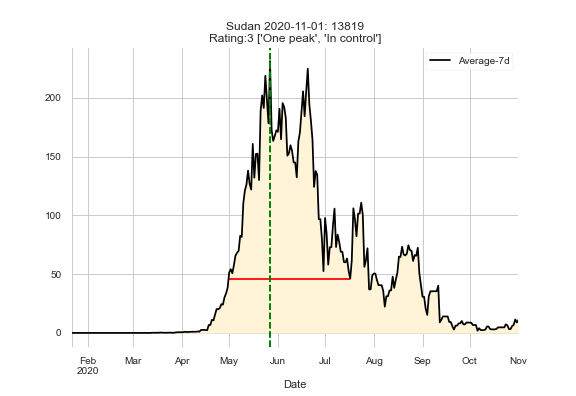 Sudan 2020-11-01: 13819
Rating:3 ['One peak', 'In control']
Average-7d
200
150
100
50
0
Feb Mar Apr May Jun Jul Aug Sep Oct Nov
2020
Date